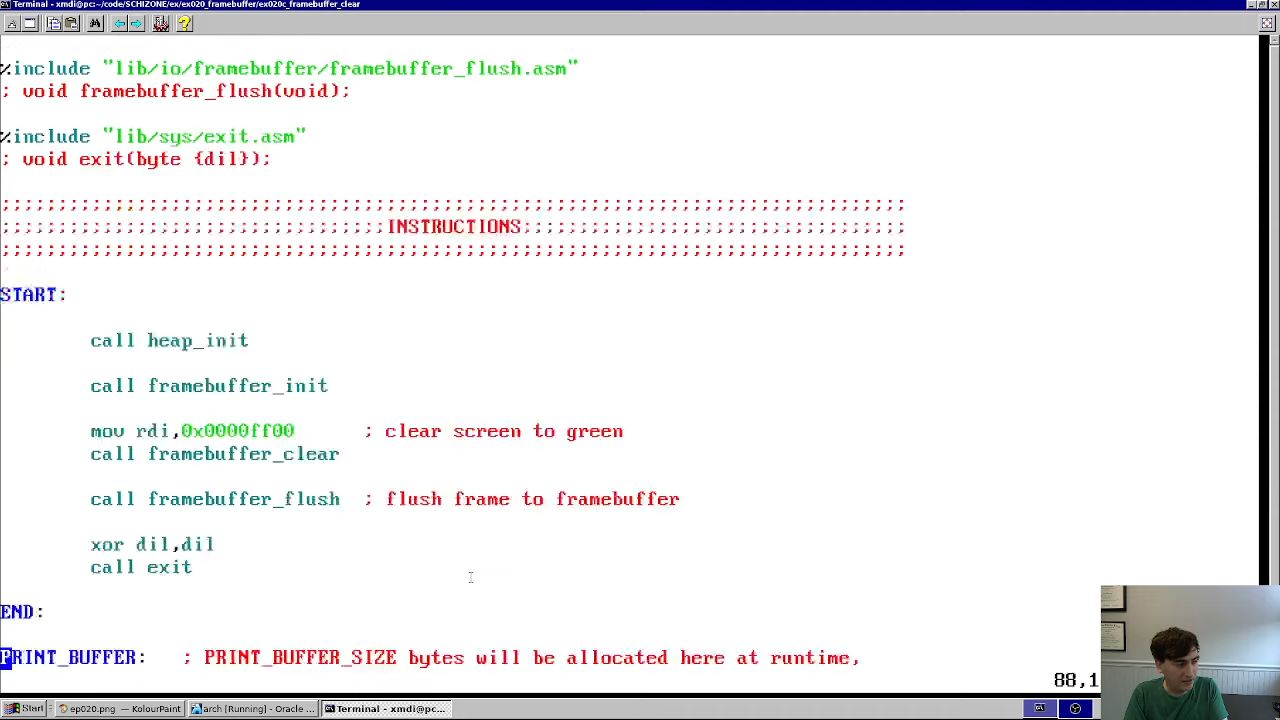 Terminal - xmdi@pc:~/code/SCHIZONE/ex/ex020_framebuffer/ex020c_framebuffer_clear
%include "lib/io/framebuffer/framebuffer_flush.asm"
; void framebuffer_flush(void);
%include "lib/sys/exit.asm"
; void exit(byte {dil});
;;;;;;;;;;;;;;;;;;;;;;;;;;;;;;;;;;;;;;;;;;;;;;;;;;;;;;;;;;;;;;;;;;;;;;;;;;;;;;;;
;;;;;;;;;;;;;;;;;;;;;;;;;;;;;;;;;;INSTRUCTIONS;;;;;;;;;;;;;;;;;;;;;;;;;;;;;;;;;;
;;;;;;;;;;;;;;;;;;;;;;;;;;;;;;;;;;;;;;;;;;;;;;;;;;;;;;;;;;;;;;;;;;;;;;;;;;;;;;;;
START:
call heap_init
call framebuffer_init
mov rdi,0x0000ff00 ; clear screen to green
call framebuffer_clear
call framebuffer_flush ; flush frame to framebuffer
xor dil,dil
call exit
END:
PRINT_BUFFER: ; PRINT_BUFFER_SIZE bytes will be allocated here at runtime,
88,1
Start ep020.png — KolourPaint arch [Running] - Oracle ... Terminal - xmdi@pc...